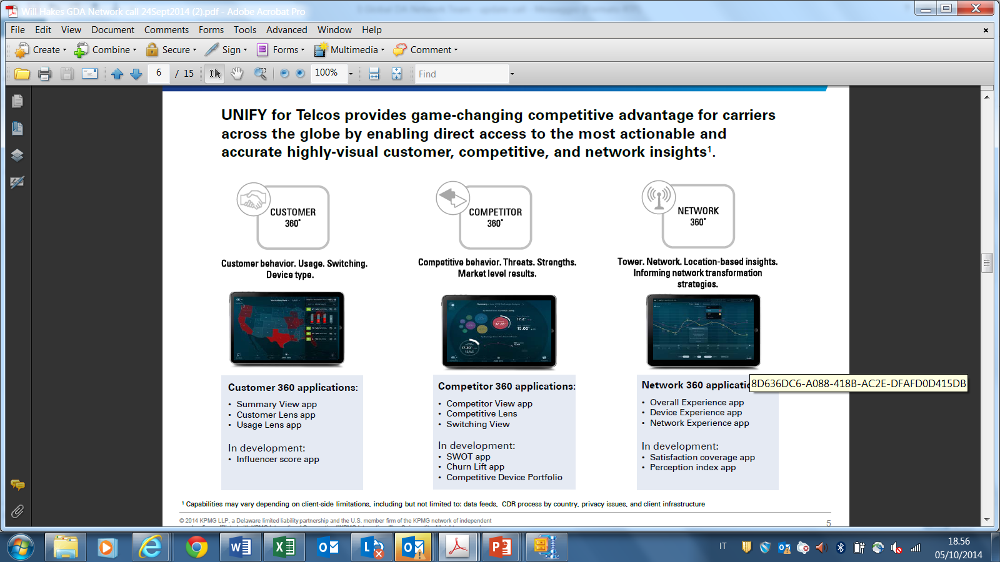 Will Hakes GDA Network call 24Sept2014 (2).pdf - Adobe Acrobat Pro
File Edit View Document Comments Forms Tools Advanced Window Help
Create Combine Secure Sign Forms Multimedia Comment
6 / 15 100% Find
UNIFY for Telcos provides game-changing competitive advantage for carriers
across the globe by enabling direct access to the most actionable and
accurate highly-visual customer, competitive, and network insights¹.
CUSTOMER
360°
COMPETITOR
360°
NETWORK
360°
Customer behavior. Usage. Switching.
Device type.
Competitive behavior. Threats. Strengths.
Market level results.
Tower. Network. Location-based insights.
Informing network transformation
strategies.
Customer 360 applications:
• Summary View app
• Customer Lens app
• Usage Lens app
In development:
• Influencer score app
Competitor 360 applications:
• Competitor View app
• Competitive Lens
• Switching View
In development:
• SWOT app
• Churn Lift app
• Competitive Device Portfolio
Network 360 applicatio
8D636DC6-A088-418B-AC2E-DFAFD0D415DB
• Overall Experience app
• Device Experience app
• Network Experience app
In development:
• Satisfaction coverage app
• Perception index app
¹ Capabilities may vary depending on client-side limitations, including but not limited to: data feeds, CDR process by country, privacy issues, and client infrastructure
© 2014 KPMG LLP, a Delaware limited liability partnership and the U.S. member firm of the KPMG network of independent
5
IT
18.56
05/10/2014